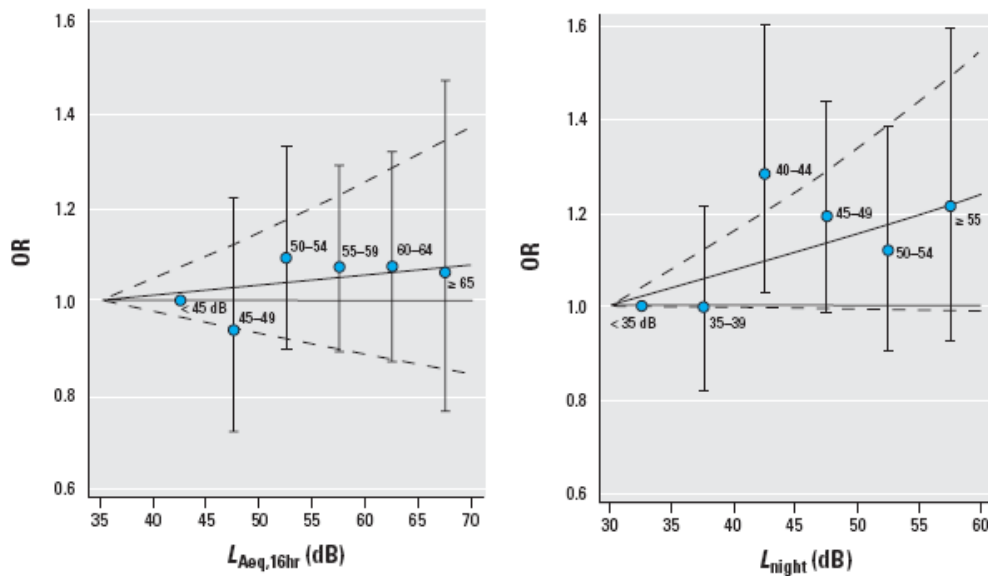 1.6
1.4
1.2
1.0
0.8
0.6
OR
50–54
55–59
60–64
< 45 dB
45–49
≥ 65
35 40 45 50 55 60 65 70
LAeq,16hr (dB)
1.6
1.4
1.2
1.0
0.8
0.6
OR
40–44
45–49
≥ 55
50–54
< 35 dB
35–39
30 40 50 60
Lnight (dB)